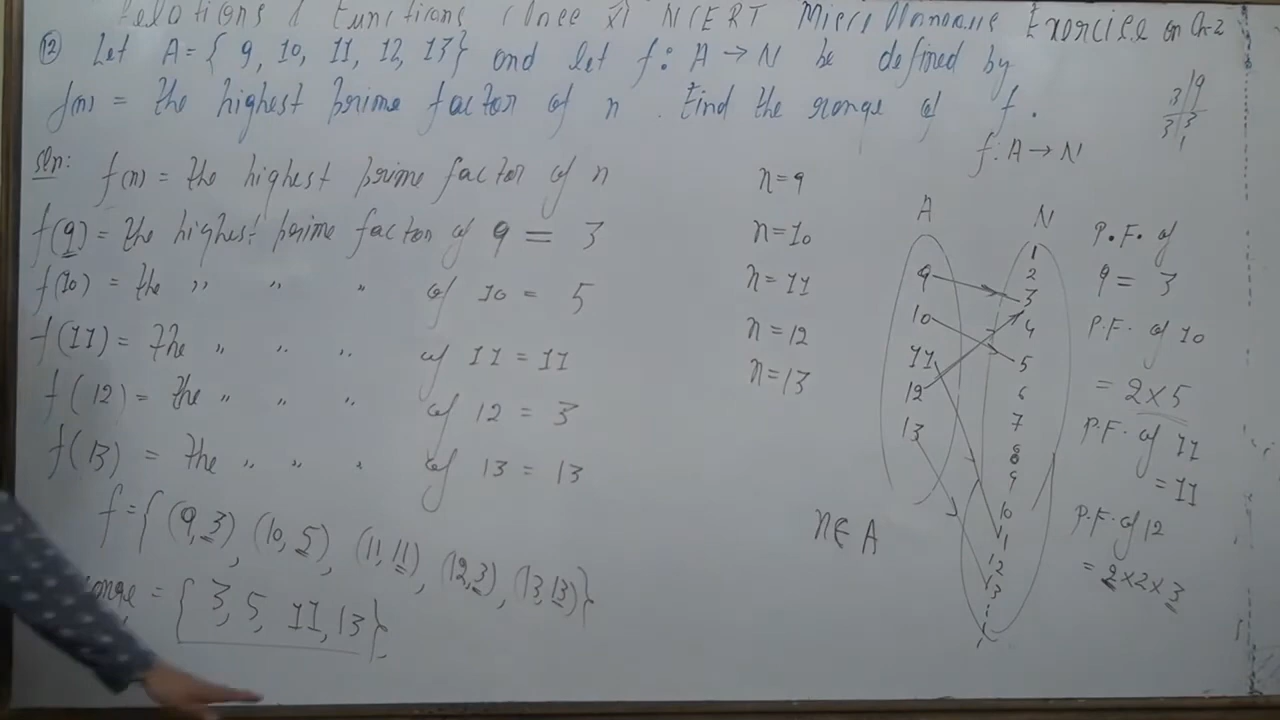 Relations & Functions Class XI NCERT Miscellaneous Exercise on Ch-2
⑫ Let A = { 9, 10, 11, 12, 13} and let f: A → N be defined by
f(n) = the highest prime factor of n. Find the range of f.
3 | 9
3 | 3
1
f: A → N
Sln: f(n) = the highest prime factor of n
f(9) = the highest prime factor of 9 = 3
f(10) = the " " " of 10 = 5
f(11) = the " " " of 11 = 11
f(12) = the " " " of 12 = 3
f(13) = the " " " of 13 = 13
f = { (9,3), (10,5), (11,11), (12,3), (13,13)}
= { 3, 5, 11, 13}
n=9
n=10
n=11
n=12
n=13
n∈A
A
9
10
11
12
13
N
1
2
3
4
5
6
7
8
9
10
11
12
13
P.F. of
9 = 3
P.F. of 10
= 2×5
P.F. of 11
= 11
P.F. of 12
= 2×2×3